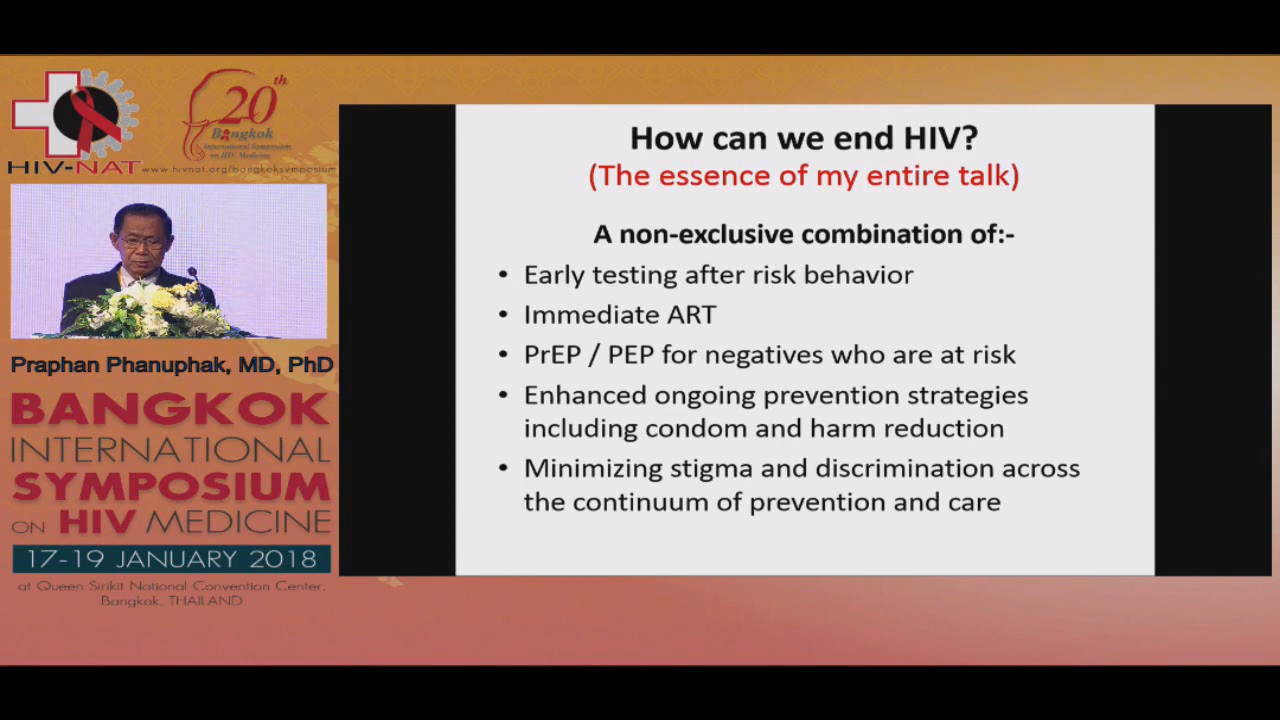 HIV-NAT
20th
Bangkok
International Symposium
on HIV Medicine
www.hivnat.org/bangkoksymposium
Praphan Phanuphak, MD, PhD
BANGKOK
INTERNATIONAL
SYMPOSIUM
ON HIV MEDICINE
17-19 JANUARY 2018
at Queen Sirikit National Convention Center,
Bangkok, THAILAND
How can we end HIV?
(The essence of my entire talk)
A non-exclusive combination of:-
• Early testing after risk behavior
• Immediate ART
• PrEP / PEP for negatives who are at risk
• Enhanced ongoing prevention strategies
including condom and harm reduction
• Minimizing stigma and discrimination across
the continuum of prevention and care